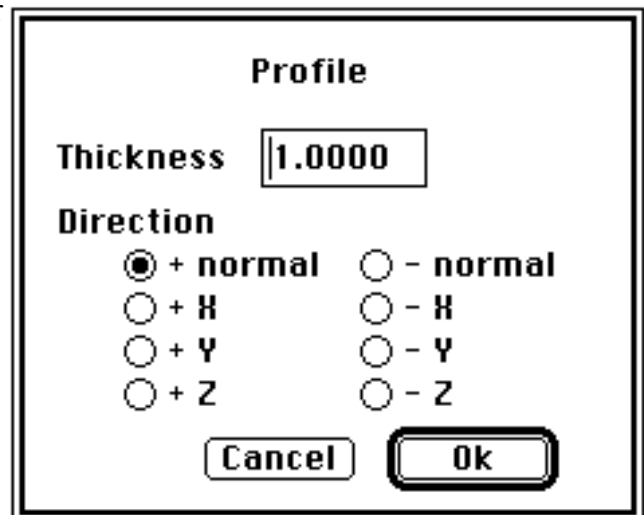 Profile
Thickness 1.0000
Direction
+ normal - normal
+ X - X
+ Y - Y
+ Z - Z
Cancel Ok